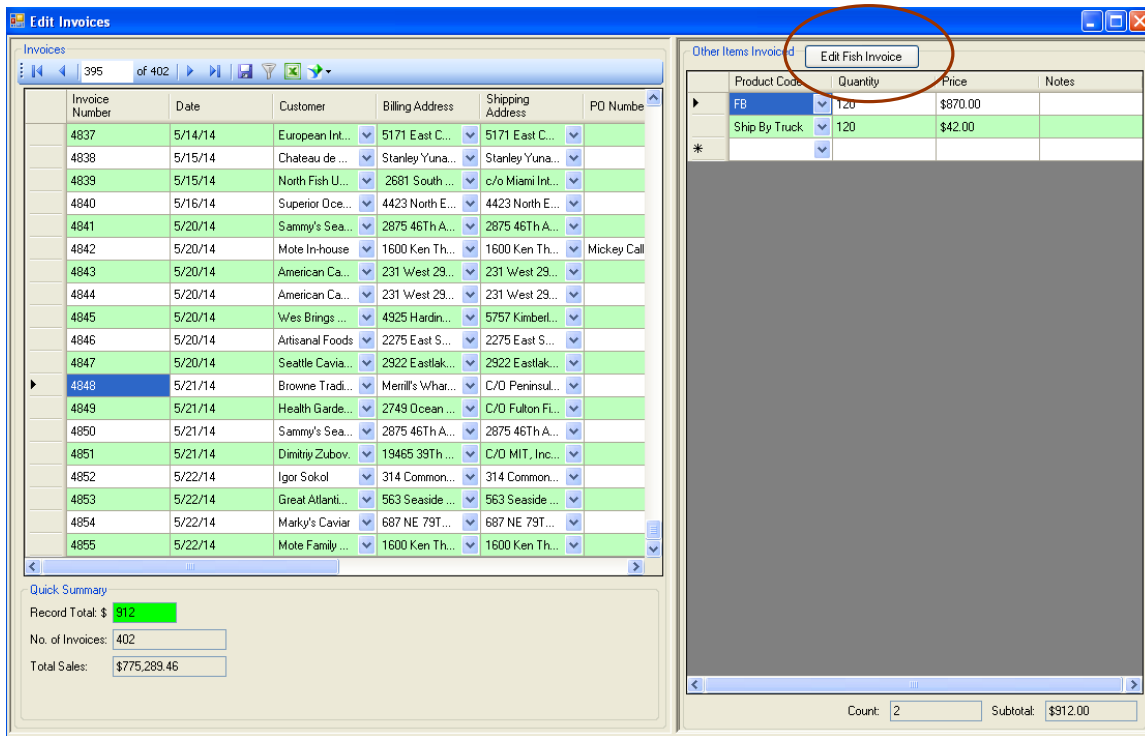 Edit Invoices
Invoices
395 of 402
Invoice Number Date Customer Billing Address Shipping Address PO Numbe
4837 5/14/14 European Int... 5171 East C... 5171 East C...
4838 5/15/14 Chateau de ... Stanley Yuna... Stanley Yuna...
4839 5/15/14 North Fish U... 2681 South ... c/o Miami Int...
4840 5/16/14 Superior Oce... 4423 North E... 4423 North E...
4841 5/20/14 Sammy's Sea... 2875 46Th A... 2875 46Th A...
4842 5/20/14 Mote In-house 1600 Ken Th... 1600 Ken Th... Mickey Call
4843 5/20/14 American Ca... 231 West 29... 231 West 29...
4844 5/20/14 American Ca... 231 West 29... 231 West 29...
4845 5/20/14 Wes Brings ... 4925 Hardin... 5757 Kimberl...
4846 5/20/14 Artisanal Foods 2275 East S... 2275 East S...
4847 5/20/14 Seattle Cavia... 2922 Eastlak... 2922 Eastlak...
4848 5/21/14 Browne Tradi... Merrill's Whar... C/O Peninsul...
4849 5/21/14 Health Garde... 2749 Ocean ... C/O Fulton Fi...
4850 5/21/14 Sammy's Sea... 2875 46Th A... 2875 46Th A...
4851 5/21/14 Dimitriy Zubov. 19465 39Th ... C/O MIT, Inc...
4852 5/22/14 Igor Sokol 314 Common... 314 Common...
4853 5/22/14 Great Atlanti... 563 Seaside ... 563 Seaside ...
4854 5/22/14 Marky's Caviar 687 NE 79T... 687 NE 79T...
4855 5/22/14 Mote Family ... 1600 Ken Th... 1600 Ken Th...
Quick Summary
Record Total: $ 912
No. of Invoices: 402
Total Sales: $775,289.46
Other Items Invoiced Edit Fish Invoice
Product Code Quantity Price Notes
FB 120 $870.00
Ship By Truck 120 $42.00
Count: 2 Subtotal: $912.00